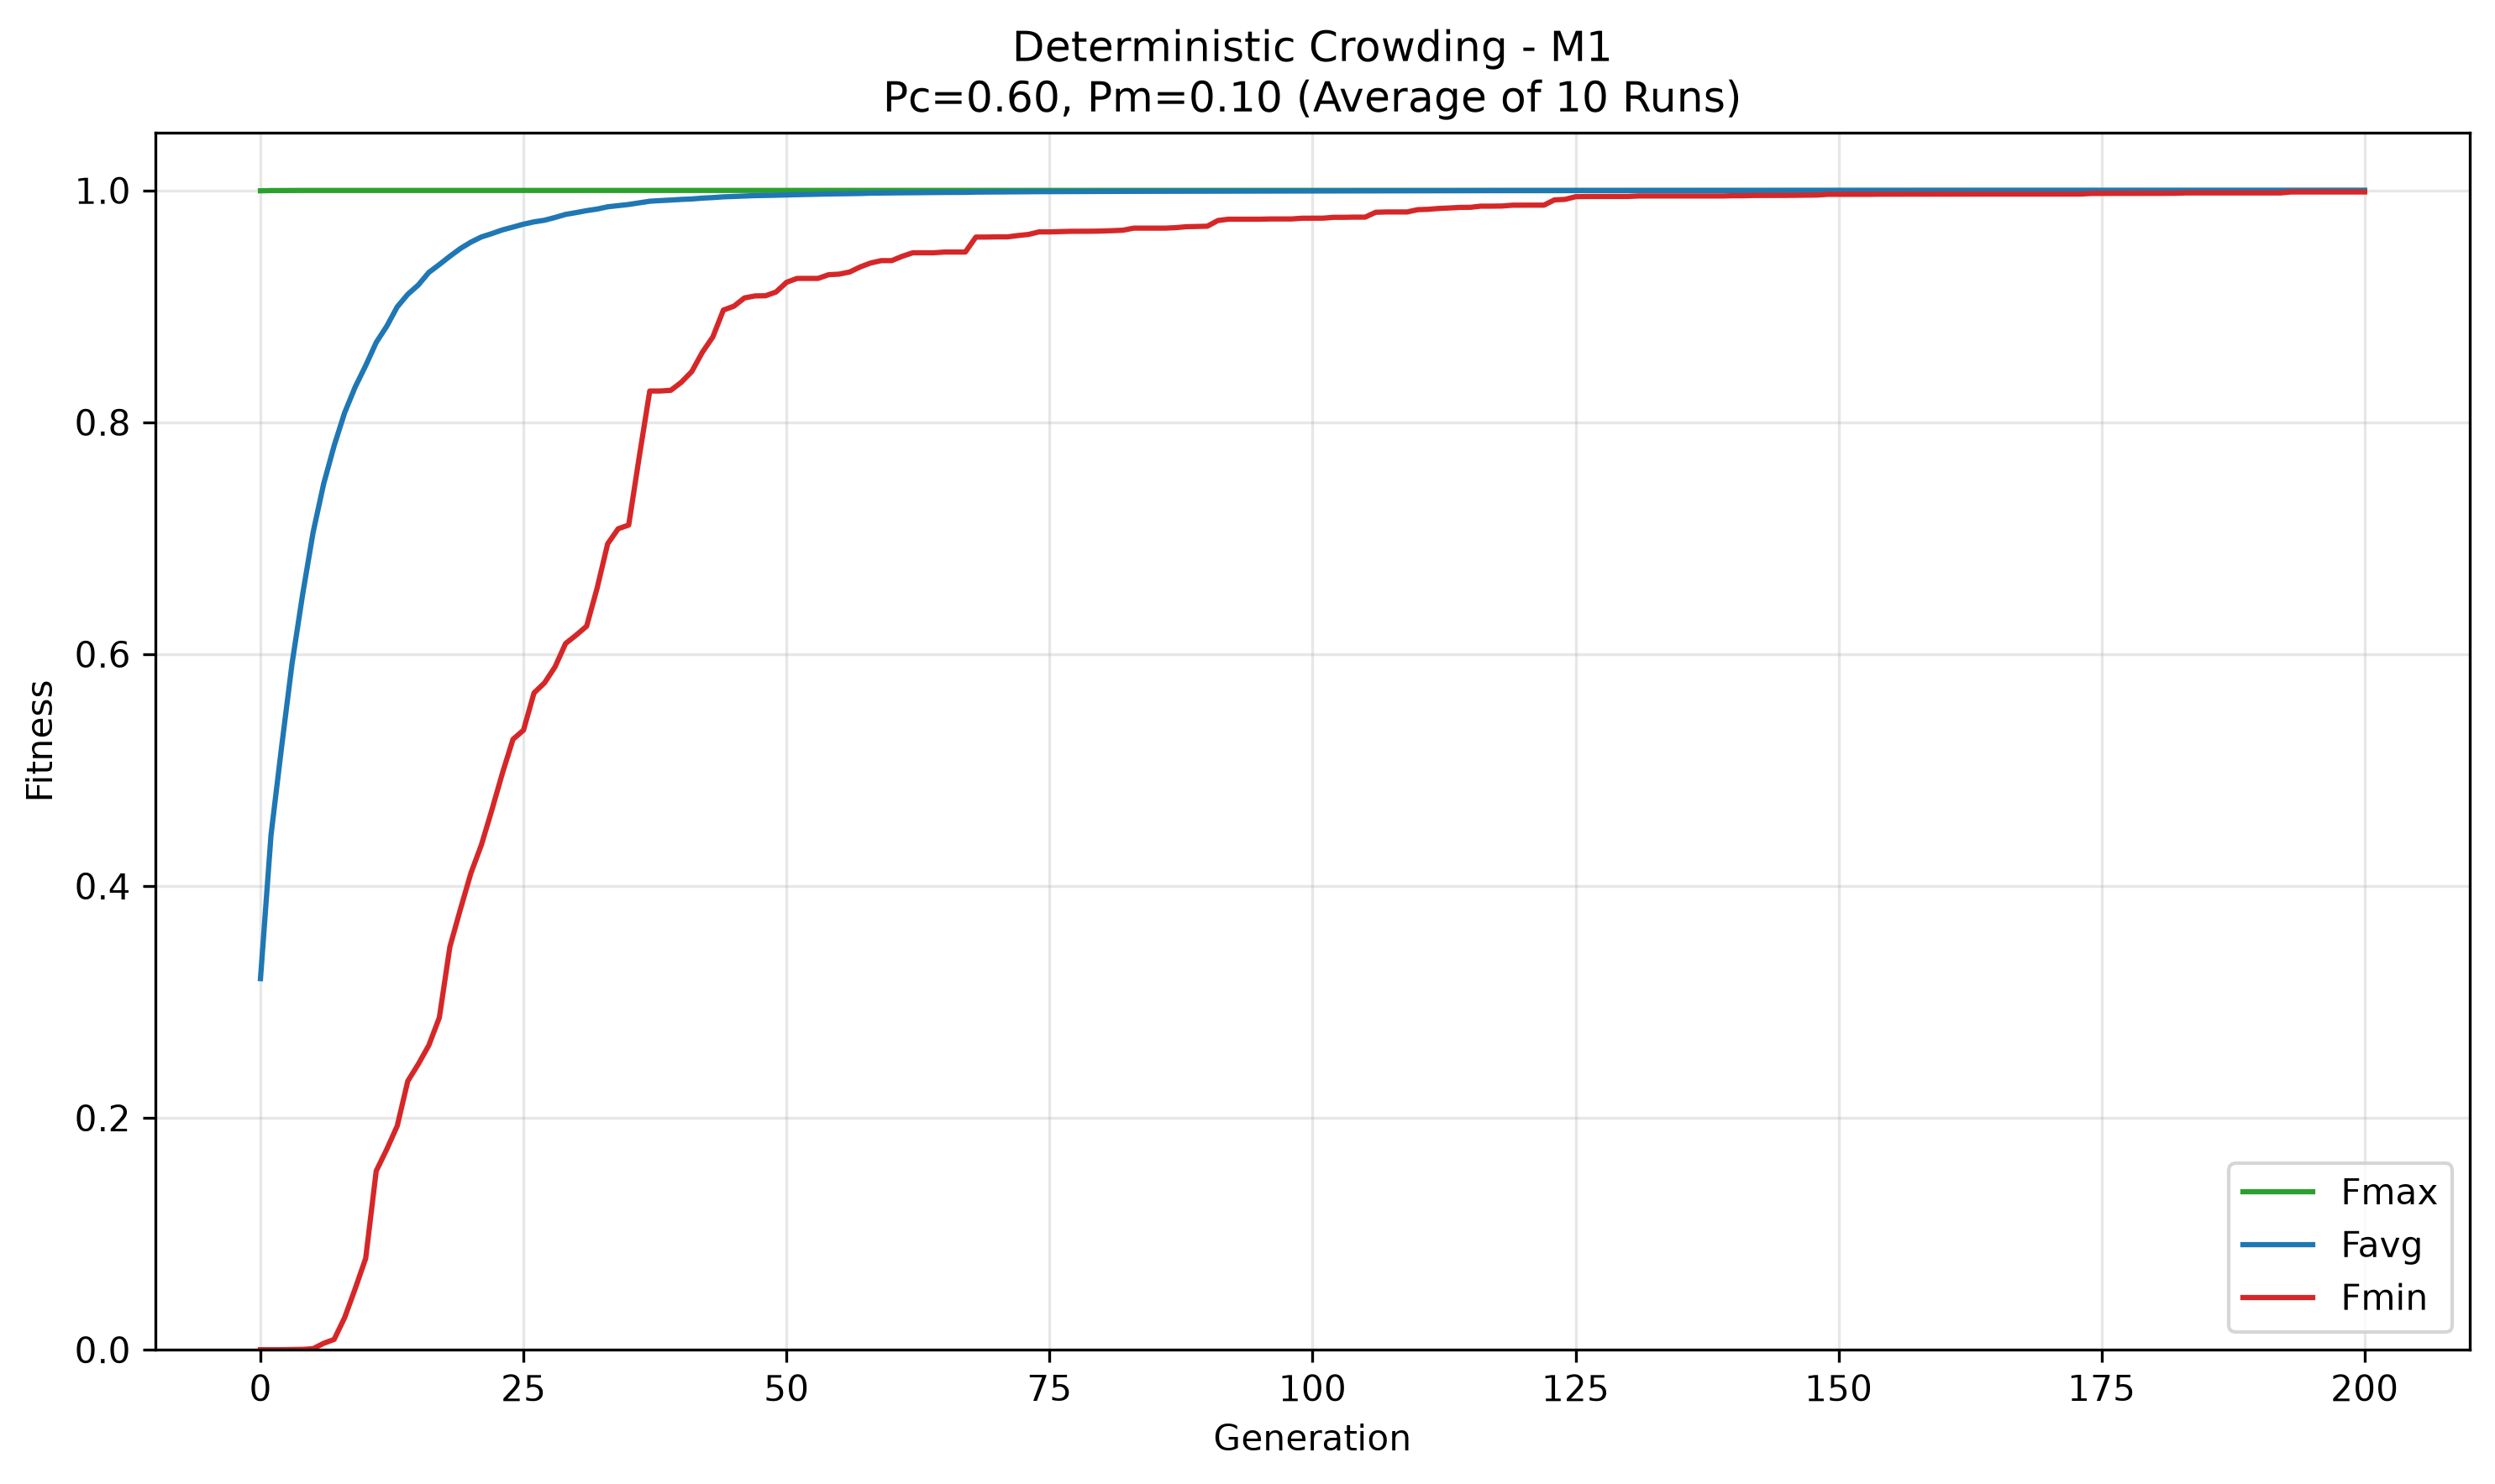 Deterministic Crowding - M1
Pc=0.60, Pm=0.10 (Average of 10 Runs)
1.0
0.8
0.6
0.4
0.2
0.0
Fitness
0 25 50 75 100 125 150 175 200
Generation
Fmax
Favg
Fmin